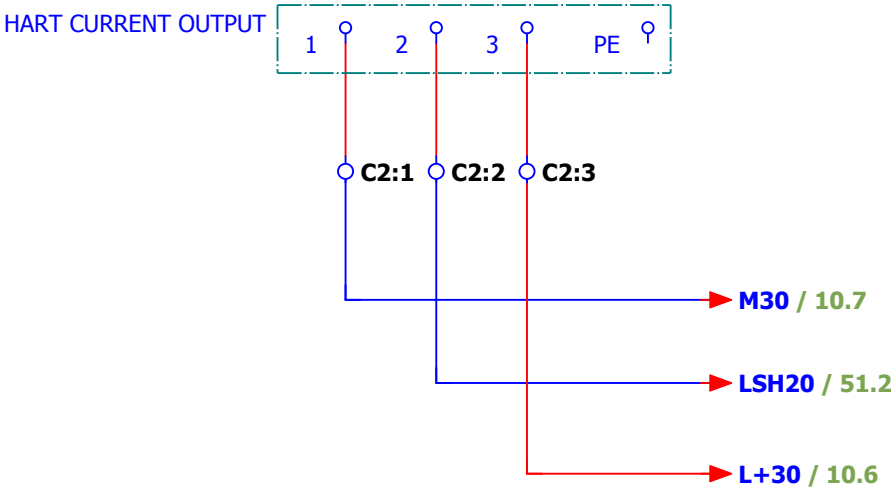 HART CURRENT OUTPUT
1 2 3 PE
C2:1 C2:2 C2:3
M30 / 10.7
LSH20 / 51.2
L+30 / 10.6